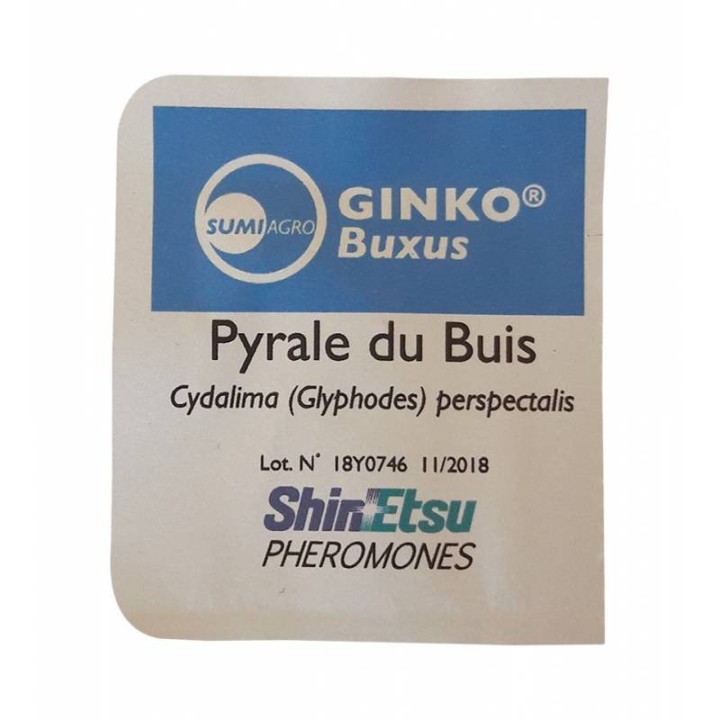 SUMIAGRO
GINKO®
Buxus
Pyrale du Buis
Cydalima (Glyphodes) perspectalis
Lot. N° 18Y0746 11/2018
ShinEtsu
PHEROMONES